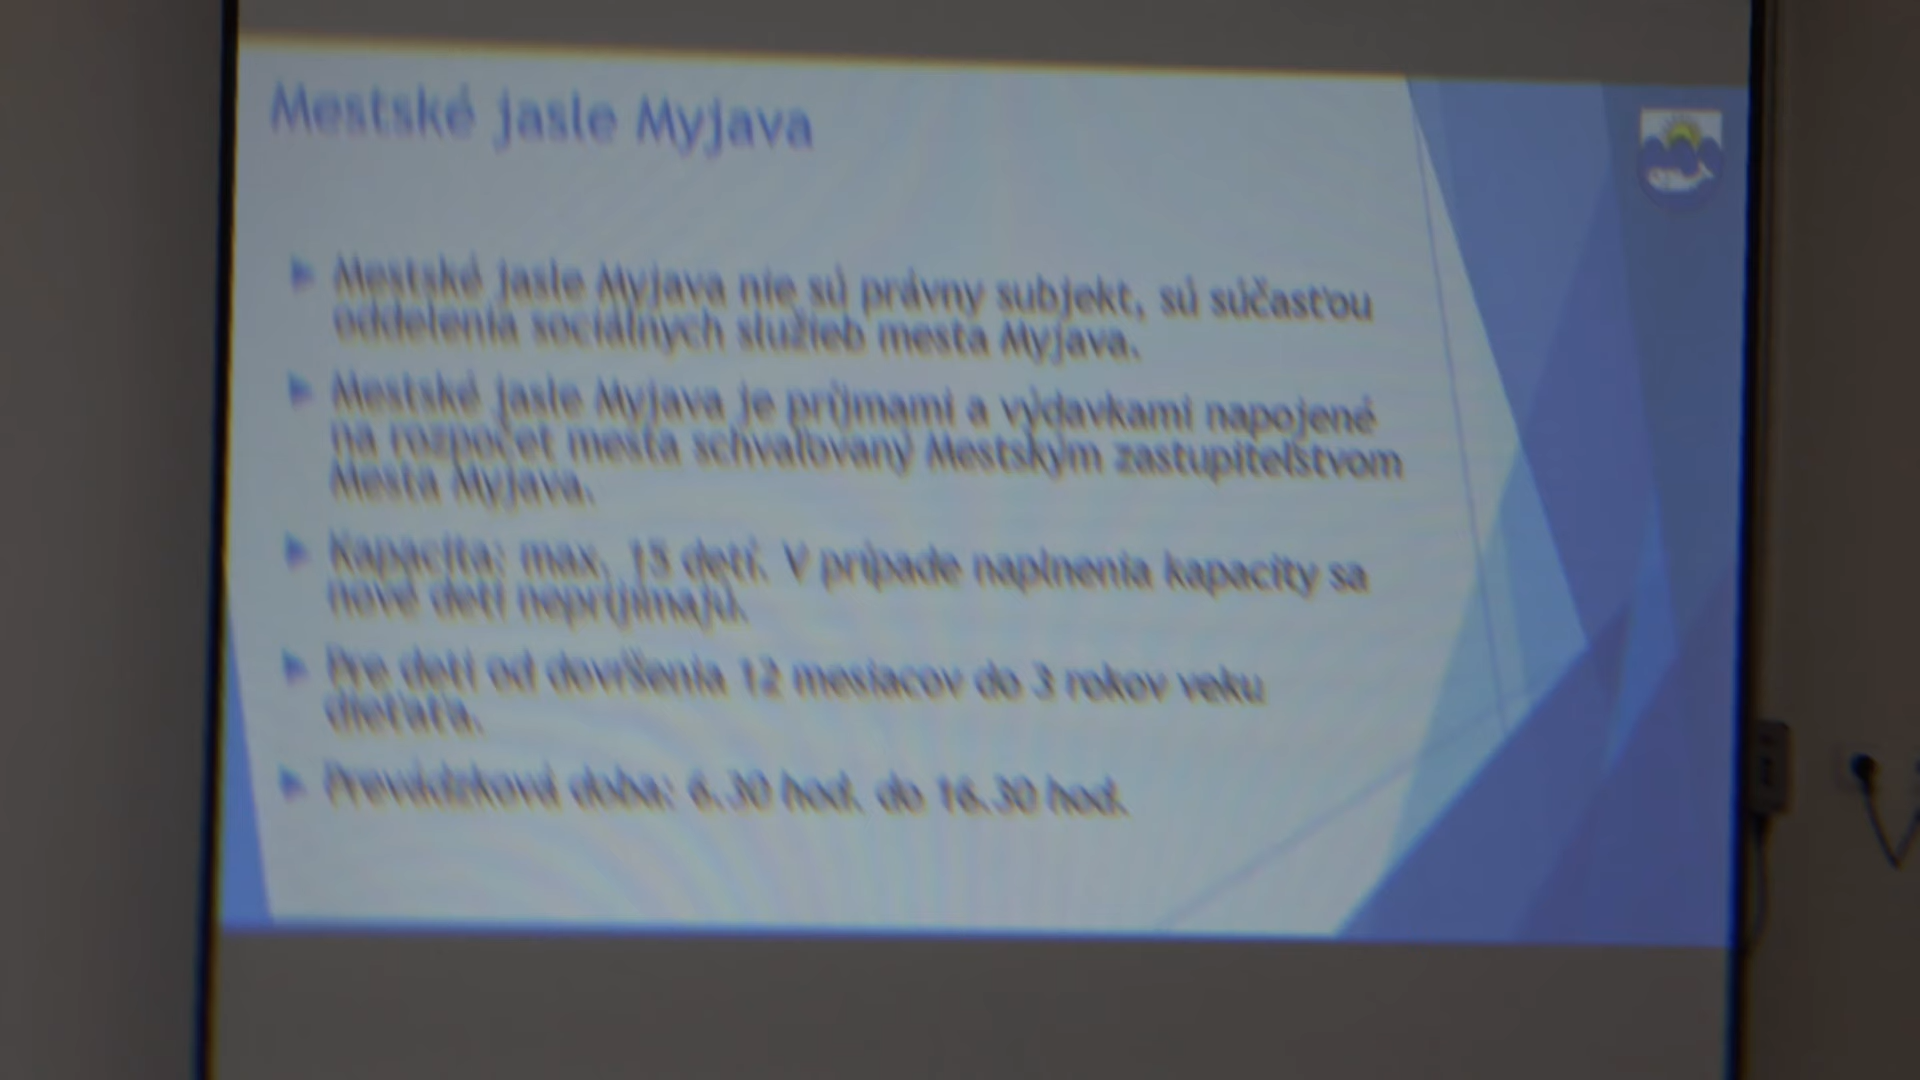 Mestské jasle Myjava
Mestské jasle Myjava nie sú právny subjekt, sú súčasťou
oddelenia sociálnych služieb mesta Myjava.
Mestské jasle Myjava je príjmami a výdavkami napojené
na rozpočet mesta schvaľovaný Mestským zastupiteľstvom
Mesta Myjava.
Kapacita: max. 15 detí. V prípade naplnenia kapacity sa
nové deti neprijímajú.
Pre deti od dovŕšenia 12 mesiacov do 3 rokov veku
dieťaťa.
Prevádzková doba: 6.30 hod. do 16.30 hod.